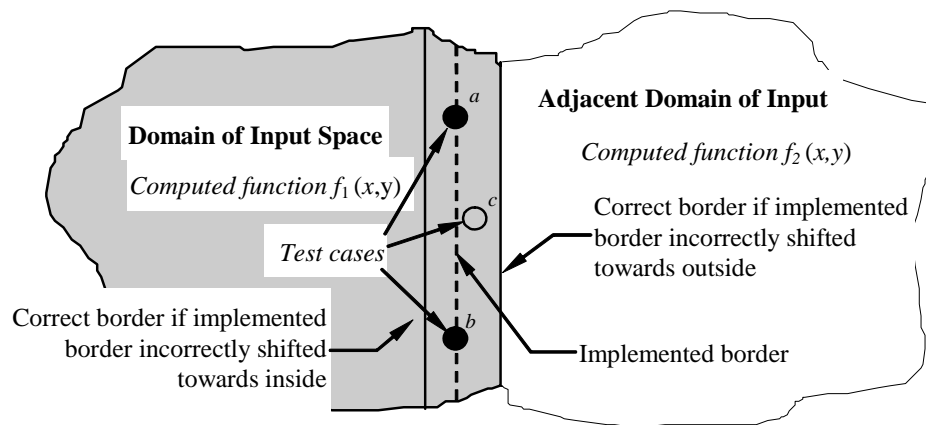 a
Adjacent Domain of Input
Domain of Input Space
Computed function f2 (x,y)
Computed function f1 (x,y)
c
Correct border if implemented
border incorrectly shifted
towards outside
Test cases
Correct border if implemented
border incorrectly shifted
towards inside
b
Implemented border